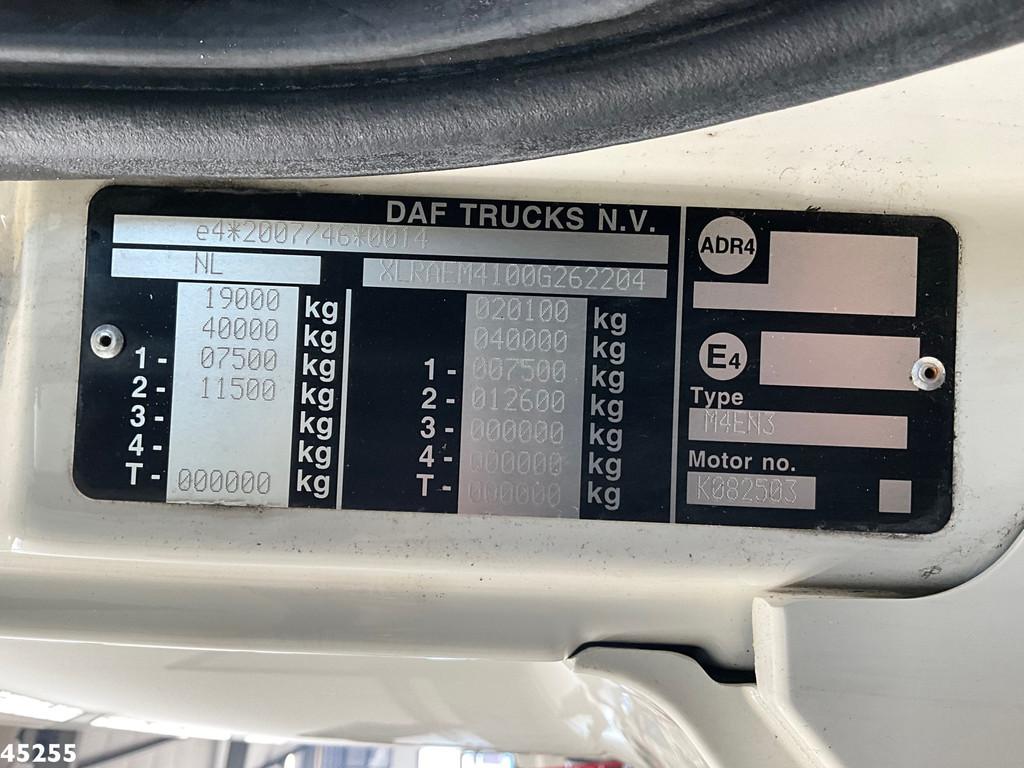 DAF TRUCKS N.V.
e4*2007/46*0014
NL
XLRAEM4100G262204
19000 kg
40000 kg
1- 07500 kg
2- 11500 kg
3- kg
4- kg
T- 000000 kg
020100 kg
040000 kg
1- 007500 kg
2- 012600 kg
3- 000000 kg
4- 000000 kg
T- 000000 kg
ADR4
E4
Type
M4EN3
Motor no.
K082503
45255